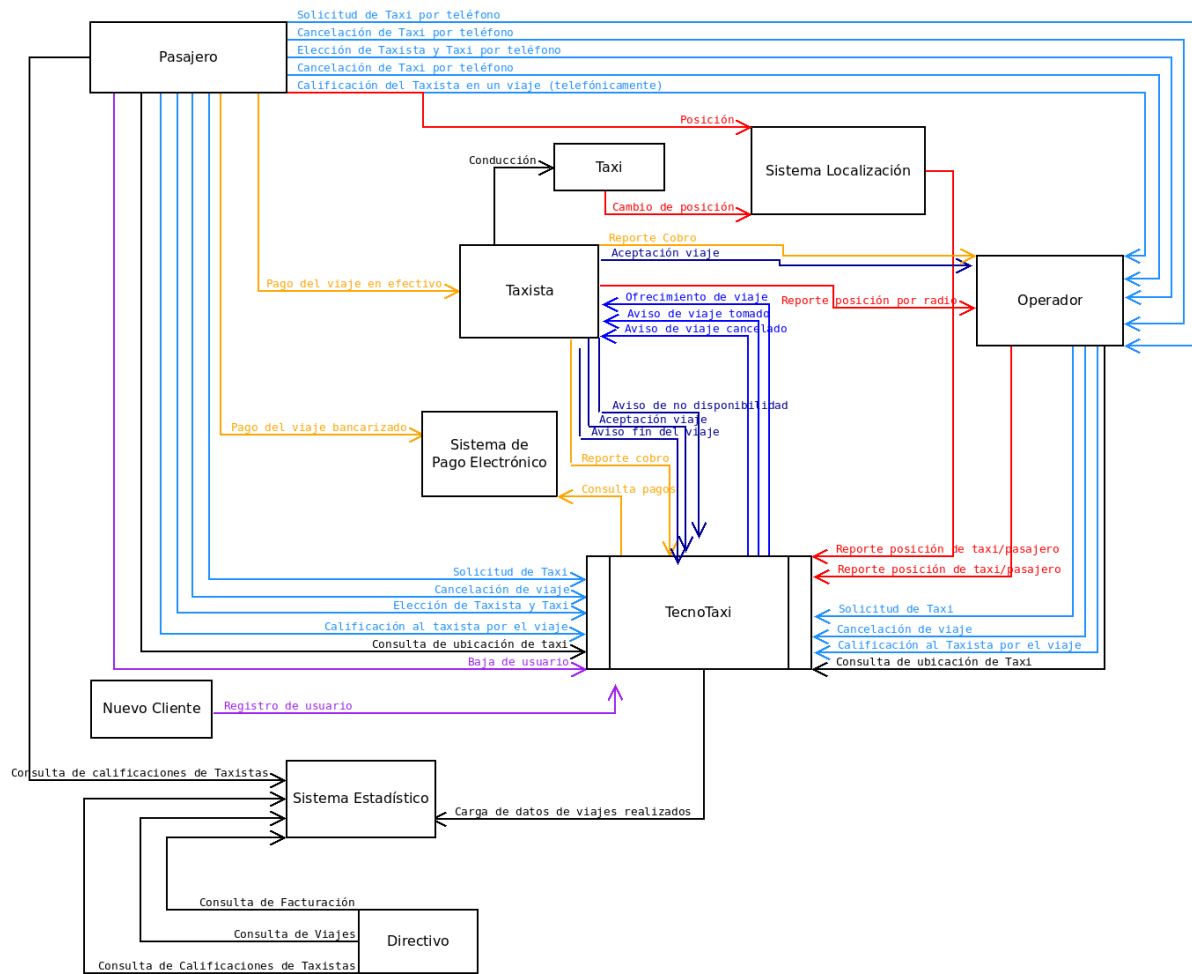 Solicitud de Taxi por teléfono
Cancelación de Taxi por teléfono
Elección de Taxista y Taxi por teléfono
Cancelación de Taxi por teléfono
Calificación del Taxista en un viaje (telefónicamente)
Pasajero
Posición
Conducción
Taxi
Sistema Localización
Cambio de posición
Reporte Cobro
Aceptación viaje
Pago del viaje en efectivo
Taxista
Ofrecimiento de viaje
Reporte posición por radio
Operador
Aviso de viaje tomado
Aviso de viaje cancelado
Aviso de no disponibilidad
Aceptación viaje
Aviso fin del viaje
Pago del viaje bancarizado
Sistema de
Pago Electrónico
Reporte cobro
Consulta pagos
Reporte posición de taxi/pasajero
Reporte posición de taxi/pasajero
Solicitud de Taxi
Cancelación de viaje
Elección de Taxista y Taxi
Calificación al taxista por el viaje
Consulta de ubicación de taxi
Baja de usuario
TecnoTaxi
Solicitud de Taxi
Cancelación de viaje
Calificación al Taxista por el viaje
Consulta de ubicación de Taxi
Nuevo Cliente
Registro de usuario
Consulta de calificaciones de Taxistas
Sistema Estadístico
Carga de datos de viajes realizados
Consulta de Facturación
Consulta de Viajes
Directivo
Consulta de Calificaciones de Taxistas